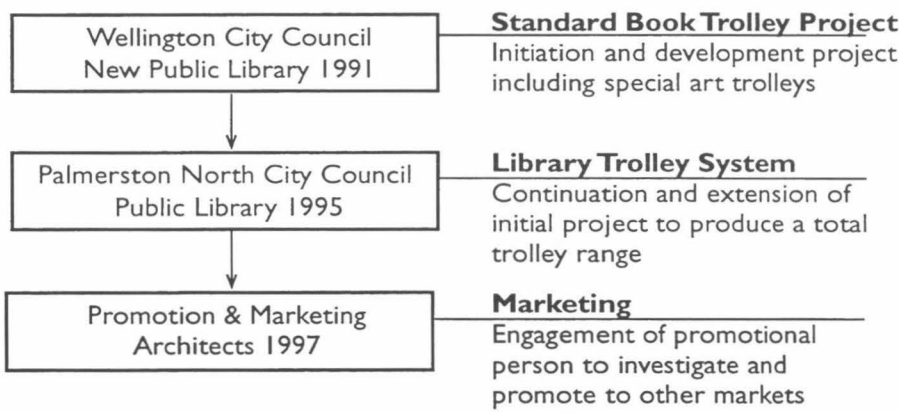 Wellington City Council
New Public Library 1991
Standard Book Trolley Project
Initiation and development project
including special art trolleys
Palmerston North City Council
Public Library 1995
Library Trolley System
Continuation and extension of
initial project to produce a total
trolley range
Promotion & Marketing
Architects 1997
Marketing
Engagement of promotional
person to investigate and
promote to other markets